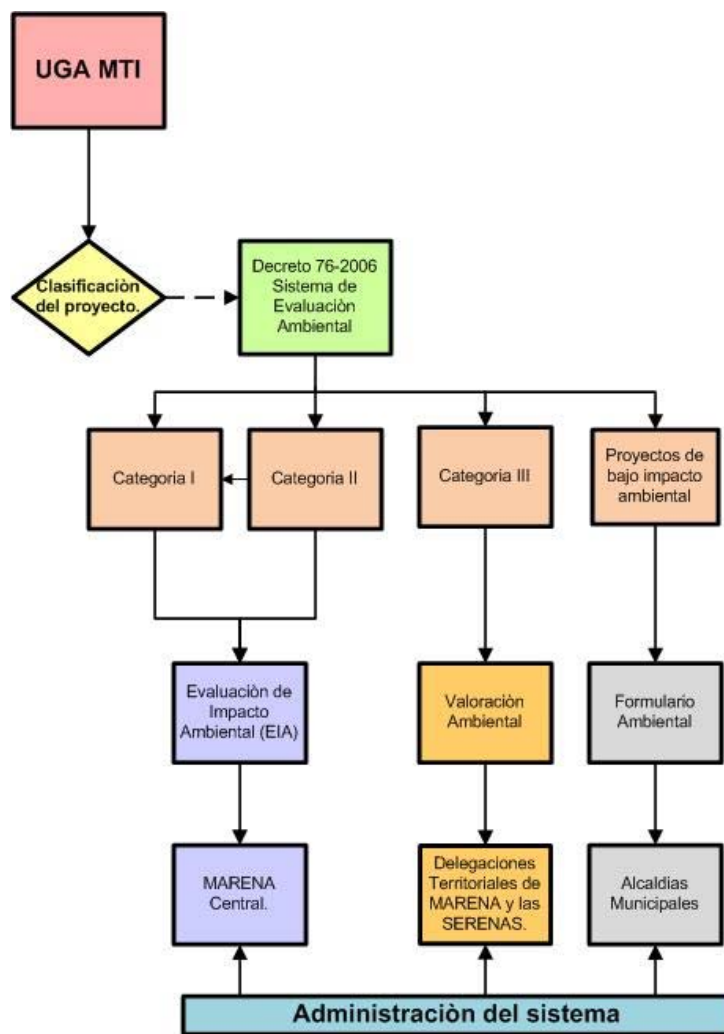 UGA MTI
Clasificaciòn
del proyecto.
Decreto 76-2006
Sistema de
Evaluaciòn
Ambiental
Categoria I
Categoria II
Categoria III
Proyectos de
bajo impacto
ambiental
Evaluaciòn de
Impacto
Ambiental (EIA)
Valoraciòn
Ambiental
Formulario
Ambiental
MARENA
Central.
Delegaciones
Territoriales de
MARENA y las
SERENAS.
Alcaldias
Municipales
Administraciòn del sistema